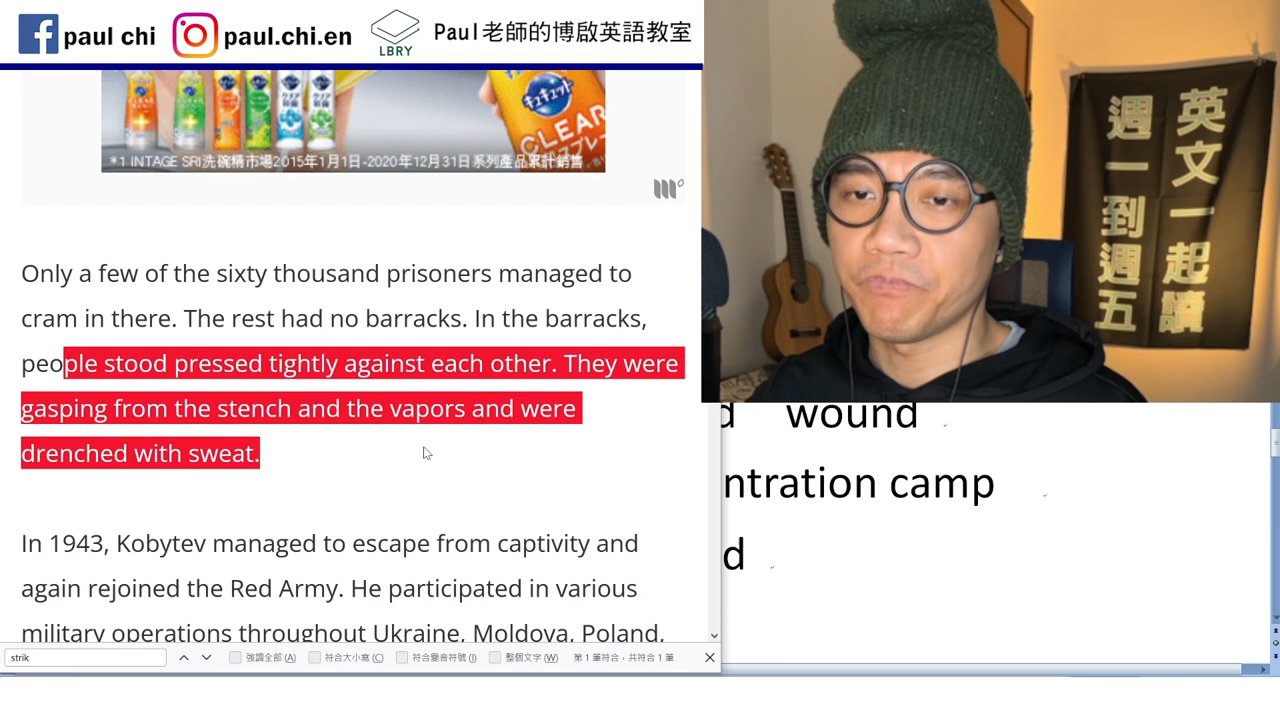 paul chi
paul.chi.en
LBRY
Paul老師的博啟英語教室
キュキュット
CLEAR
*1 INTAGE SRI洗碗精市場2015年1月1日-2020年12月31日系列產品累計銷售
Only a few of the sixty thousand prisoners managed to
cram in there. The rest had no barracks. In the barracks,
people stood pressed tightly against each other. They were
gasping from the stench and the vapors and were
drenched with sweat.
In 1943, Kobytev managed to escape from captivity and
again rejoined the Red Army. He participated in various
military operations throughout Ukraine, Moldova, Poland,
strik
強調全部 (A)
符合大小寫 (C)
符合變音符號 (I)
整個文字 (W)
第 1 筆符合，共符合 1 筆
英文一起讀
週一到週五
d wound
ntration camp
d